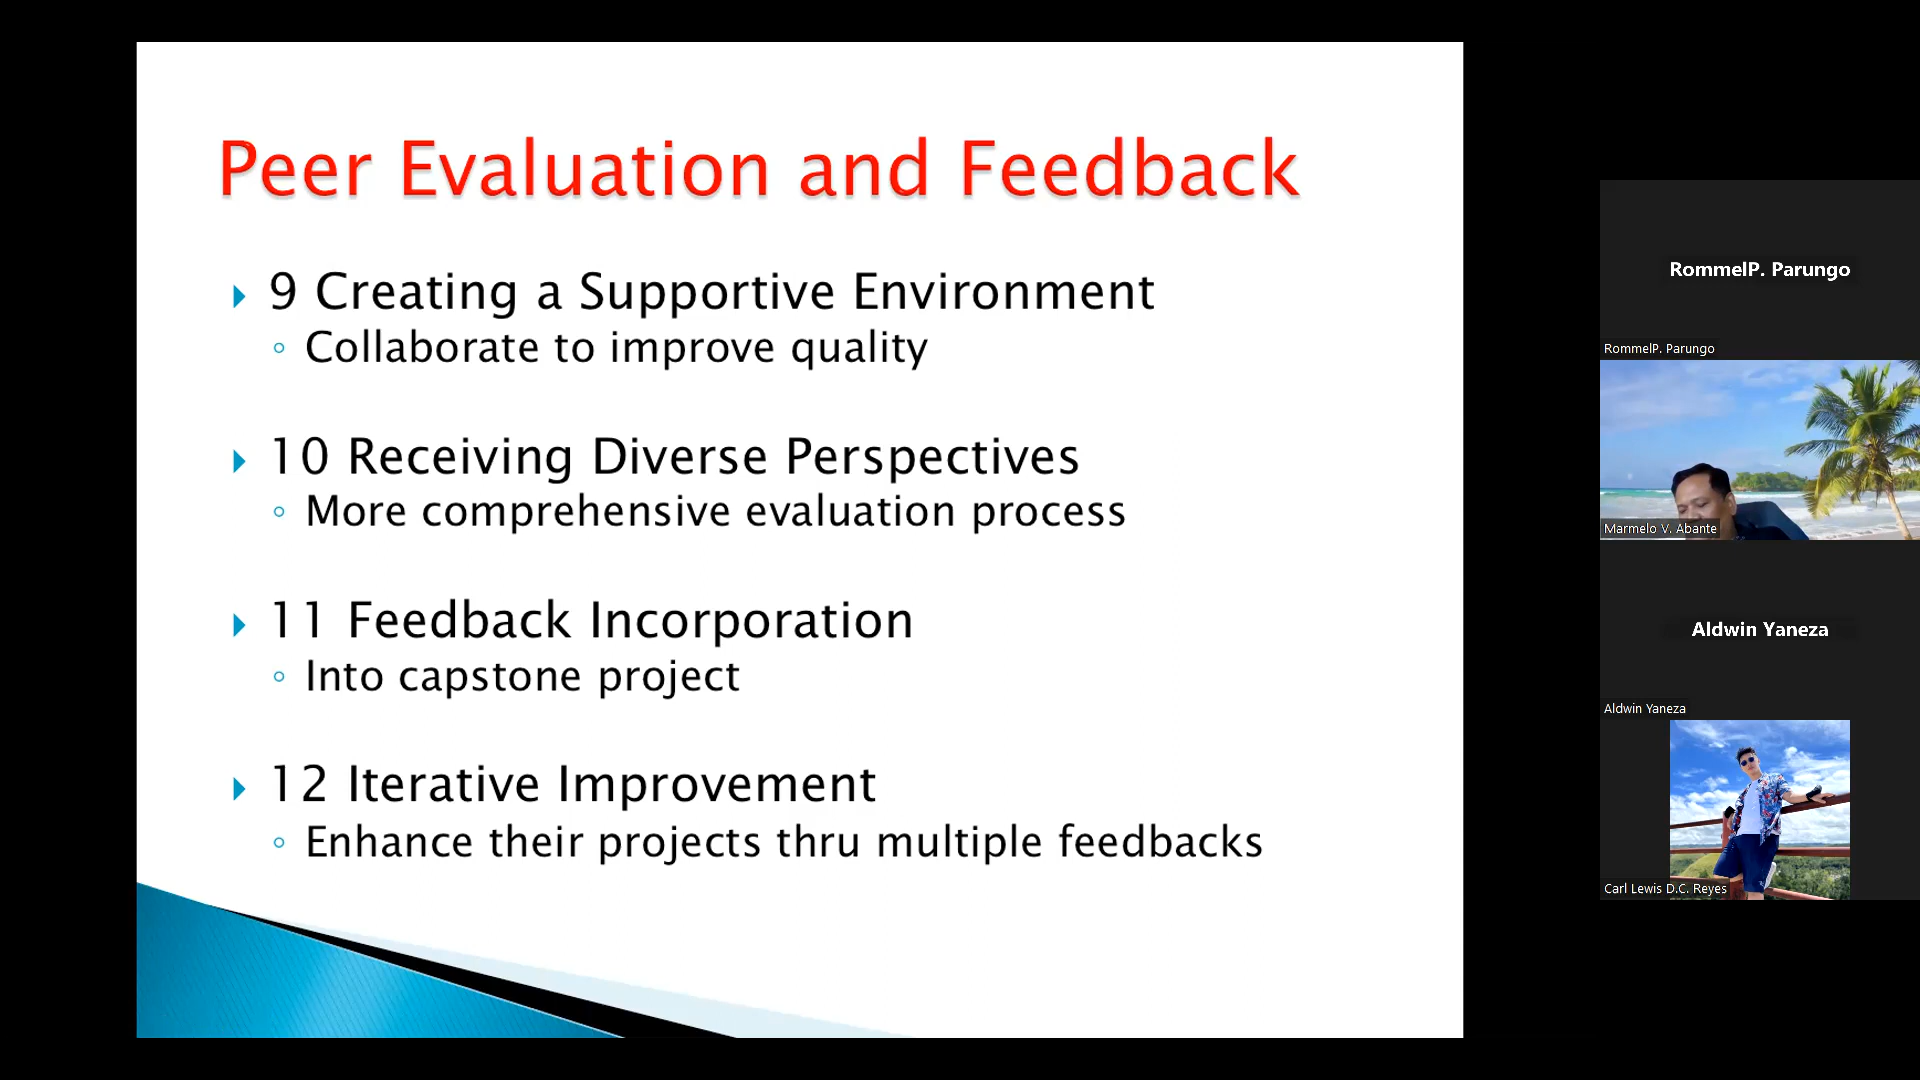 Peer Evaluation and Feedback
9 Creating a Supportive Environment
Collaborate to improve quality
10 Receiving Diverse Perspectives
More comprehensive evaluation process
11 Feedback Incorporation
Into capstone project
12 Iterative Improvement
Enhance their projects thru multiple feedbacks
RommelP. Parungo
RommelP. Parungo
Marmelo V. Abante
Aldwin Yaneza
Aldwin Yaneza
Carl Lewis D.C. Reyes